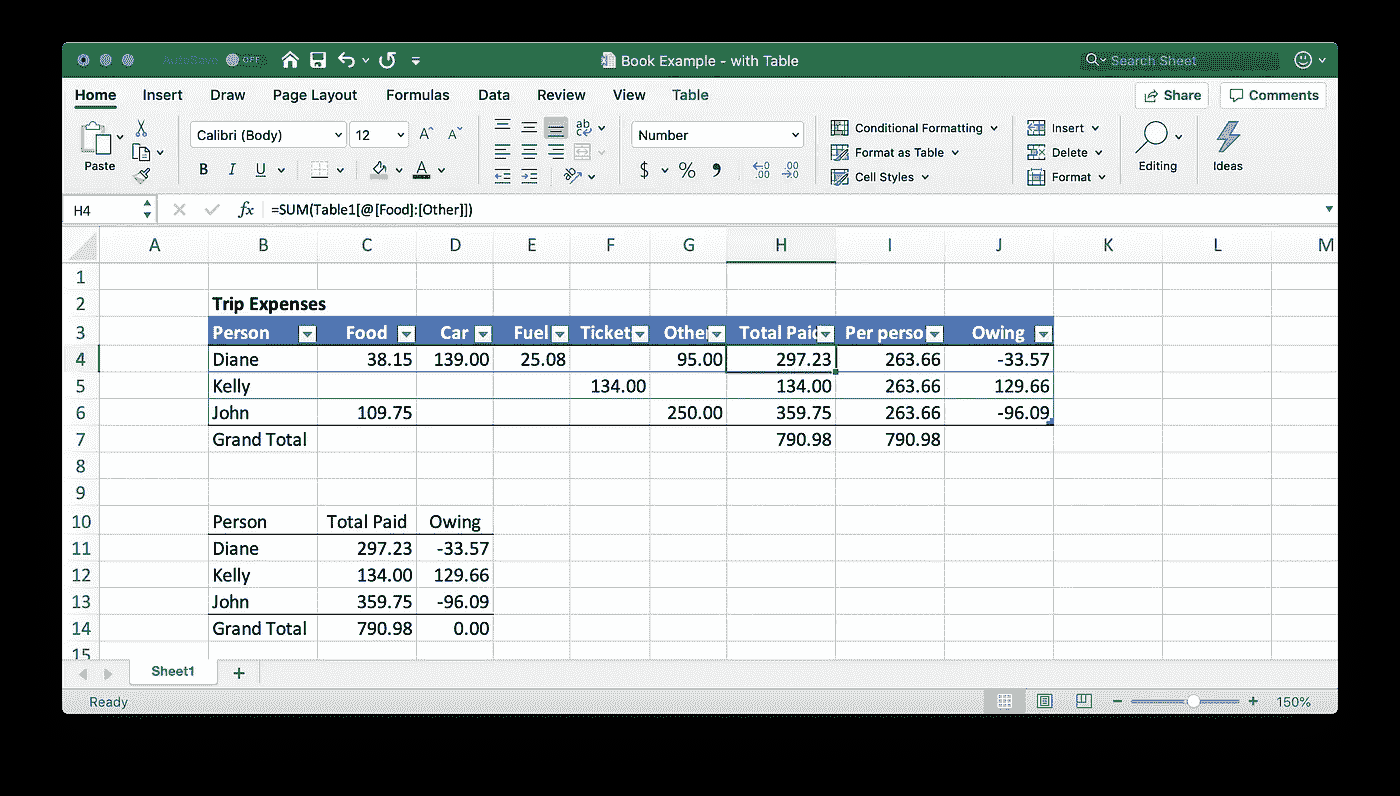 AutoSave OFF Book Example - with Table Search Sheet
Home Insert Draw Page Layout Formulas Data Review View Table Share Comments
Paste Calibri (Body) 12 A A ab c Number Conditional Formatting Insert Editing Ideas
Format as Table Delete
B I U A $ % .00 .00 Cell Styles Format
H4 fx =SUM(Table1[@[Food]:[Other]])
A B C D E F G H I J K L M
1
2 Trip Expenses
3 Person Food Car Fuel Ticket Other Total Paid Per perso Owing
4 Diane 38.15 139.00 25.08 95.00 297.23 263.66 -33.57
5 Kelly 134.00 134.00 263.66 129.66
6 John 109.75 250.00 359.75 263.66 -96.09
7 Grand Total 790.98 790.98
8
9
10 Person Total Paid Owing
11 Diane 297.23 -33.57
12 Kelly 134.00 129.66
13 John 359.75 -96.09
14 Grand Total 790.98 0.00
15
Sheet1 +
Ready 150%